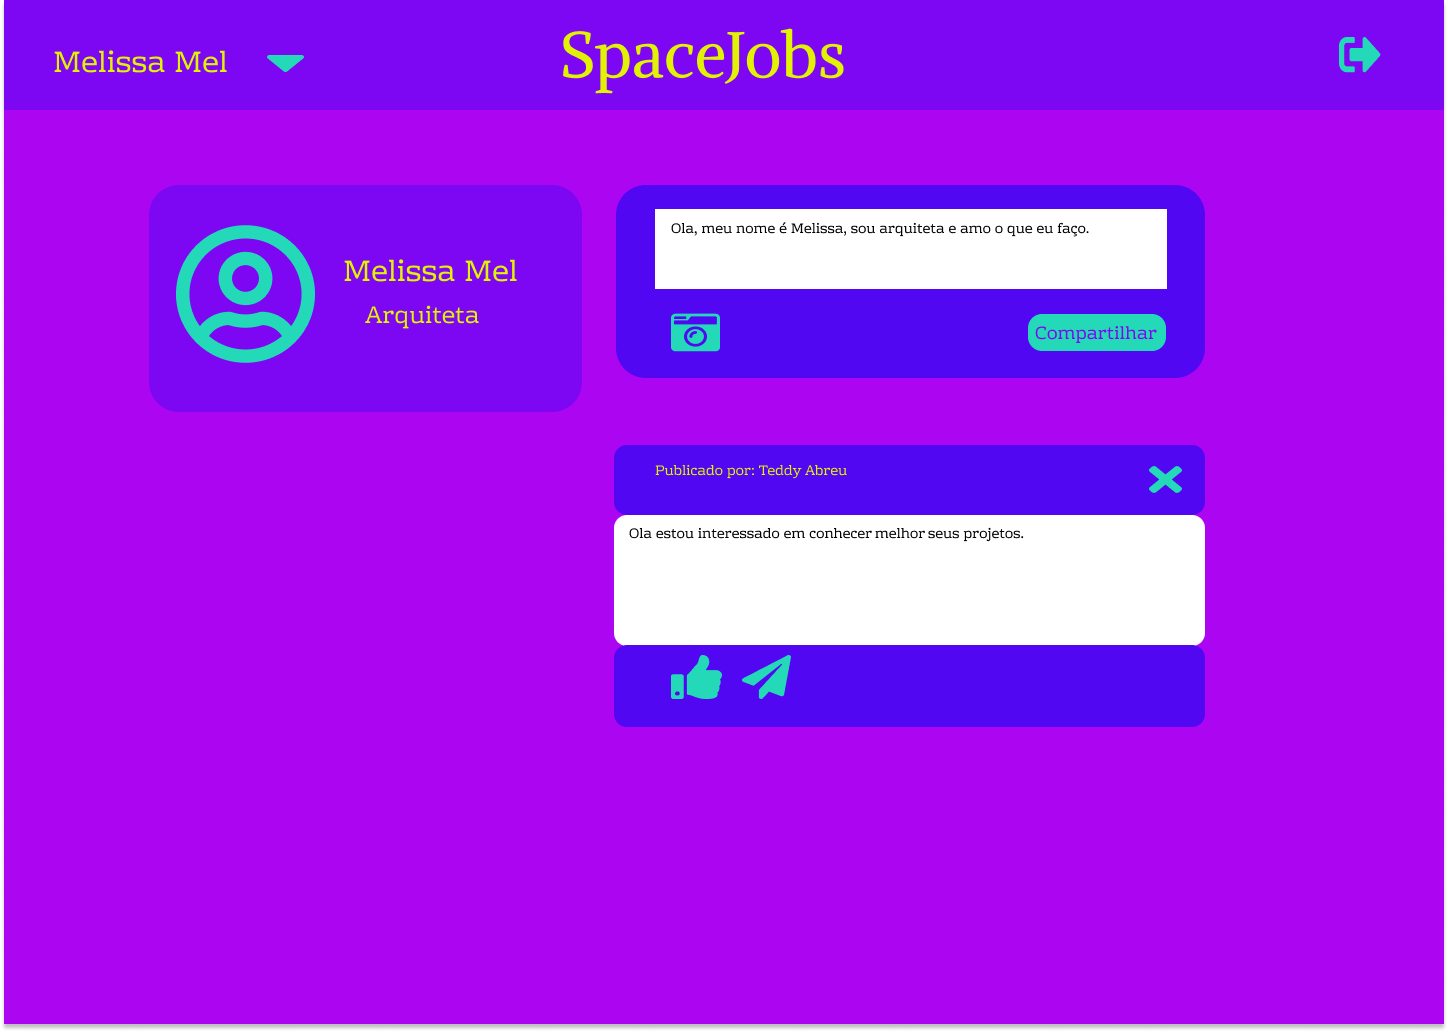 Melissa Mel
SpaceJobs
Melissa Mel
Arquiteta
Ola, meu nome é Melissa, sou arquiteta e amo o que eu faço.
Compartilhar
Publicado por: Teddy Abreu
Ola estou interessado em conhecer melhor seus projetos.